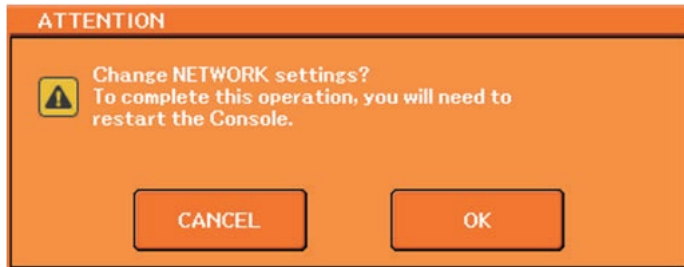 ATTENTION
Change NETWORK settings?
To complete this operation, you will need to
restart the Console.
CANCEL
OK